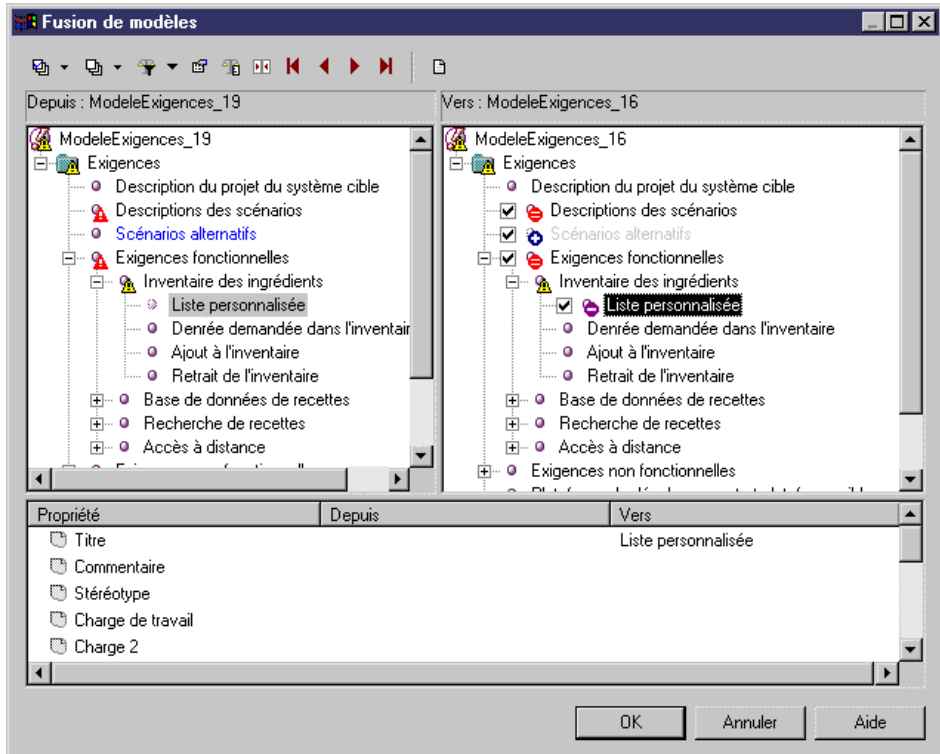 Fusion de modèles
Depuis : ModeleExigences_19
Vers : ModeleExigences_16
ModeleExigences_19
Exigences
Description du projet du système cible
Descriptions des scénarios
Scénarios alternatifs
Exigences fonctionnelles
Inventaire des ingrédients
Liste personnalisée
Denrée demandée dans l'inventair
Ajout à l'inventaire
Retrait de l'inventaire
Base de données de recettes
Recherche de recettes
Accès à distance
ModeleExigences_16
Exigences
Description du projet du système cible
Descriptions des scénarios
Scénarios alternatifs
Exigences fonctionnelles
Inventaire des ingrédients
Liste personnalisée
Denrée demandée dans l'inventaire
Ajout à l'inventaire
Retrait de l'inventaire
Base de données de recettes
Recherche de recettes
Accès à distance
Exigences non fonctionnelles
Propriété Depuis Vers
Titre Liste personnalisée
Commentaire
Stéréotype
Charge de travail
Charge 2
OK Annuler Aide